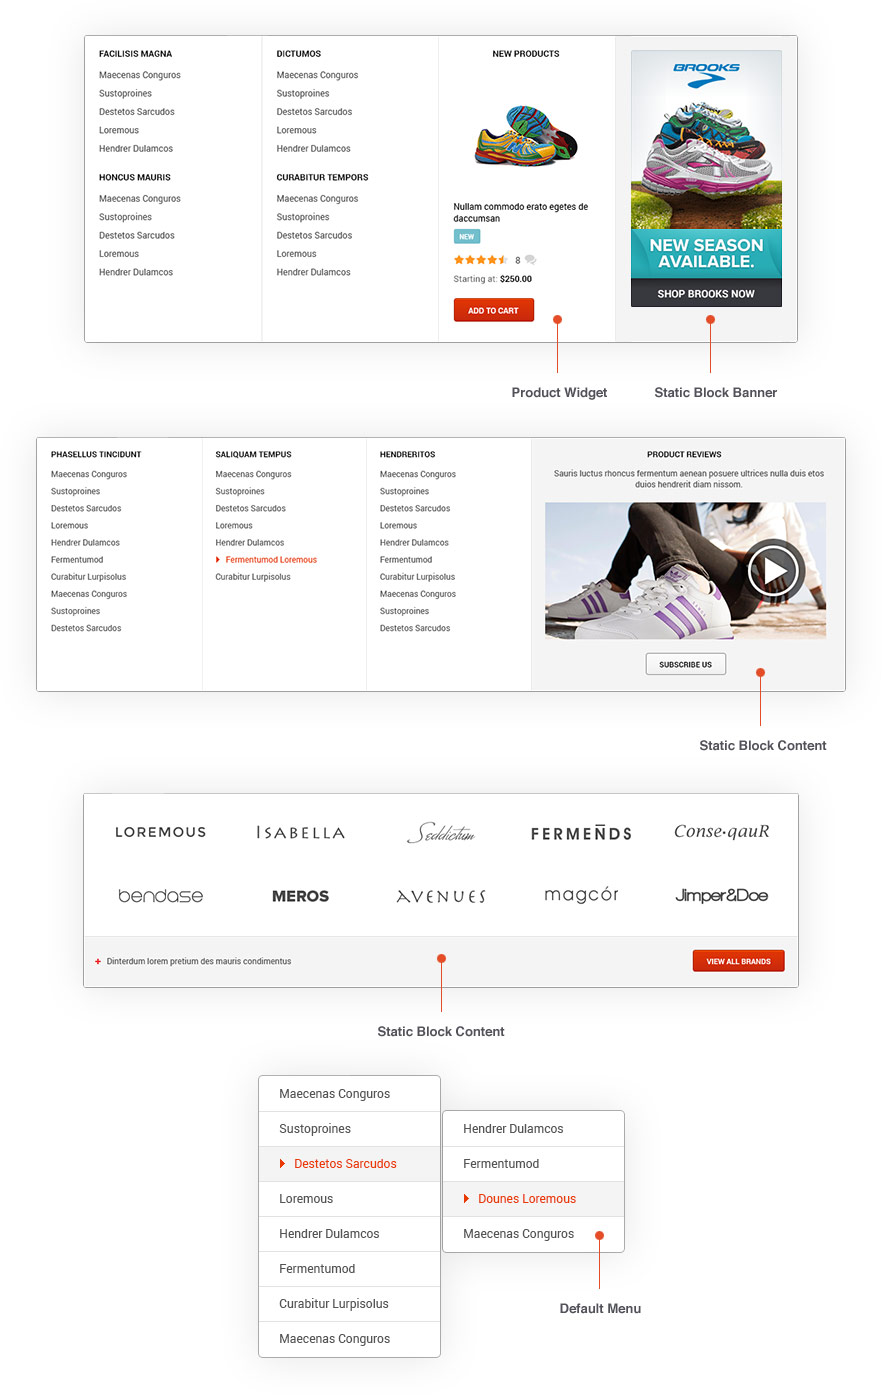 FACILISIS MAGNA
Maecenas Conguros
Sustoproines
Destetos Sarcudos
Loremous
Hendrer Dulamcos
HONCUS MAURIS
Maecenas Conguros
Sustoproines
Destetos Sarcudos
Loremous
Hendrer Dulamcos
DICTUMOS
Maecenas Conguros
Sustoproines
Destetos Sarcudos
Loremous
Hendrer Dulamcos
CURABITUR TEMPORS
Maecenas Conguros
Sustoproines
Destetos Sarcudos
Loremous
Hendrer Dulamcos
NEW PRODUCTS
Nullam commodo erato egetes de
daccumsan
NEW
8
Starting at: $250.00
ADD TO CART
BROOKS
NEW SEASON
AVAILABLE.
SHOP BROOKS NOW
Product Widget
Static Block Banner
PHASELLUS TINCIDUNT
Maecenas Conguros
Sustoproines
Destetos Sarcudos
Loremous
Hendrer Dulamcos
Fermentumod
Curabitur Lurpisolus
Maecenas Conguros
Sustoproines
Destetos Sarcudos
SALIQUAM TEMPUS
Maecenas Conguros
Sustoproines
Destetos Sarcudos
Loremous
Hendrer Dulamcos
Fermentumod Loremous
Curabitur Lurpisolus
HENDRERITOS
Maecenas Conguros
Sustoproines
Destetos Sarcudos
Loremous
Hendrer Dulamcos
Fermentumod
Curabitur Lurpisolus
Maecenas Conguros
Sustoproines
Destetos Sarcudos
PRODUCT REVIEWS
Sauris luctus rhoncus fermentum aenean posuere ultrices nulla duis etos
duios hendrerit diam nissom.
SUBSCRIBE US
Static Block Content
LOREMOUS
ISABELLA
Seddictum
FERMEÑDS
Conse•qauR
bendase
MEROS
AVENUES
magcór
Jimper&Doe
+ Dinterdum lorem pretium des mauris condimentus
VIEW ALL BRANDS
Static Block Content
Maecenas Conguros
Sustoproines
Destetos Sarcudos
Loremous
Hendrer Dulamcos
Fermentumod
Curabitur Lurpisolus
Maecenas Conguros
Hendrer Dulamcos
Fermentumod
Dounes Loremous
Maecenas Conguros
Default Menu